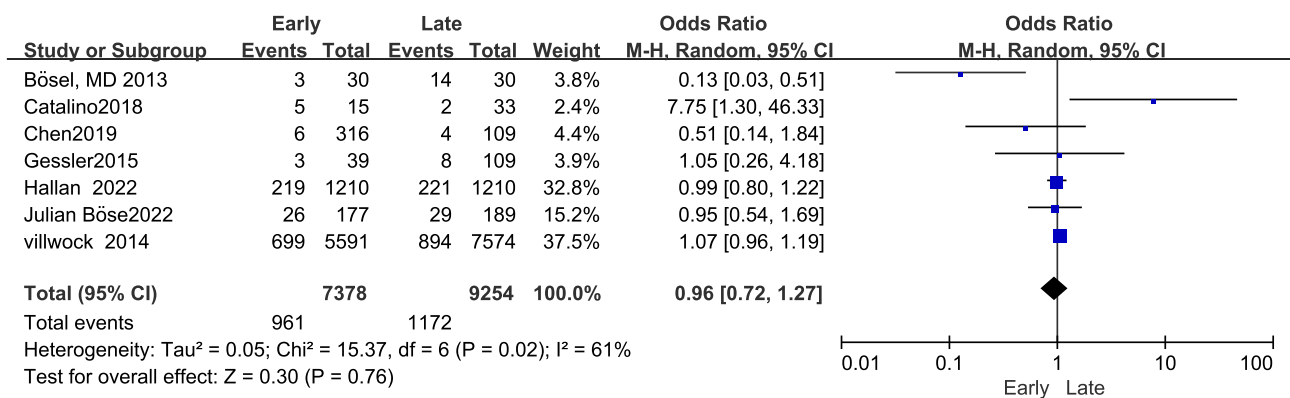 Early Late Odds Ratio Odds Ratio
Study or Subgroup Events Total Events Total Weight M-H, Random, 95% CI M-H, Random, 95% CI
Bösel, MD 2013 3 30 14 30 3.8% 0.13 [0.03, 0.51]
Catalino2018 5 15 2 33 2.4% 7.75 [1.30, 46.33]
Chen2019 6 316 4 109 4.4% 0.51 [0.14, 1.84]
Gessler2015 3 39 8 109 3.9% 1.05 [0.26, 4.18]
Hallan 2022 219 1210 221 1210 32.8% 0.99 [0.80, 1.22]
Julian Böse2022 26 177 29 189 15.2% 0.95 [0.54, 1.69]
villwock 2014 699 5591 894 7574 37.5% 1.07 [0.96, 1.19]
Total (95% CI) 7378 9254 100.0% 0.96 [0.72, 1.27]
Total events 961 1172
Heterogeneity: Tau² = 0.05; Chi² = 15.37, df = 6 (P = 0.02); I² = 61%
Test for overall effect: Z = 0.30 (P = 0.76)
0.01 0.1 1 10 100
Early Late